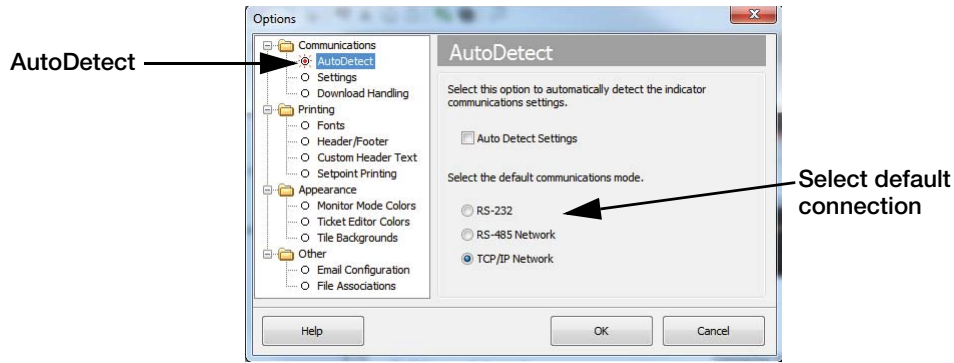 Options
AutoDetect
Communications
AutoDetect
Settings
Download Handling
Printing
Fonts
Header/Footer
Custom Header Text
Setpoint Printing
Appearance
Monitor Mode Colors
Ticket Editor Colors
Tile Backgrounds
Other
Email Configuration
File Associations
AutoDetect
Select this option to automatically detect the indicator
communications settings.
Auto Detect Settings
Select the default communications mode.
RS-232
RS-485 Network
TCP/IP Network
Select default
connection
Help
OK
Cancel